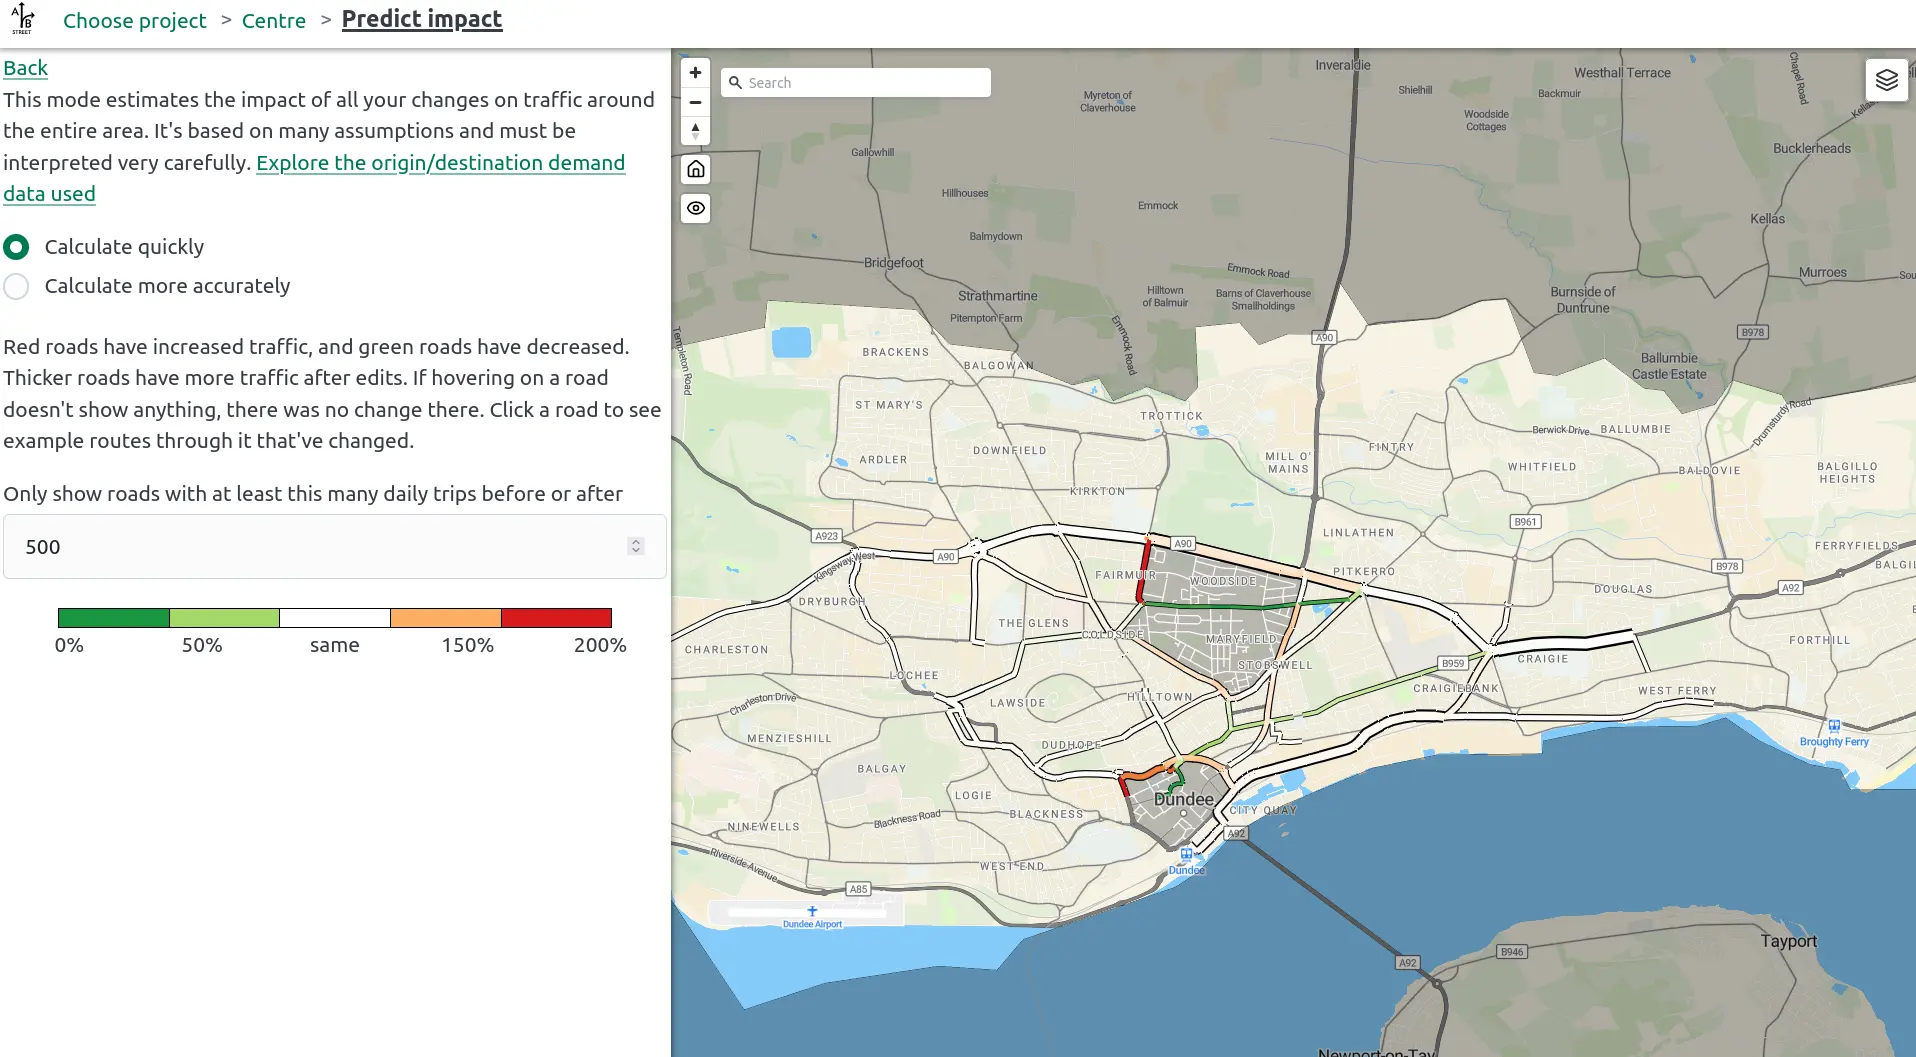 A
B
STREET
Choose project > Centre > Predict impact
Back
This mode estimates the impact of all your changes on traffic around
the entire area. It's based on many assumptions and must be
interpreted very carefully. Explore the origin/destination demand
data used
Calculate quickly
Calculate more accurately
Red roads have increased traffic, and green roads have decreased.
Thicker roads have more traffic after edits. If hovering on a road
doesn't show anything, there was no change there. Click a road to see
example routes through it that've changed.
Only show roads with at least this many daily trips before or after
500
0% 50% same 150% 200%
Search
Inveraldie
Westhall Terrace
Chapel Road
Myreton of
Claverhouse
Shielhill
Backmuir
Kellas
Woodside
Cottages
Bucklerheads
Gallowhill
Hillhouses
Emmock
Kellas
Balmydown
Bridgefoot
Emmock Road
Murroes
Sou
Strathmartine
Hilltown
of Balmuir
Barns of Claverhouse
Smallholdings
Burnside of
Duntrune
Pitempton Farm
Emmock Road
A90
B978
Templeton Road
BRACKENS
BALGOWAN
Ballumbie
Castle Estate
ST MARY'S
TROTTICK
Drumsturdy Road
Berwick Drive
BALLUMBIE
DOWNFIELD
FINTRY
ARDLER
MILL O'
MAINS
WHITFIELD
BALDOVIE
BALGILLO
HEIGHTS
KIRKTON
B961
LINLATHEN
A923
A90
A90
FERRYFIELDS
Kingsway West
B978
BALGIL
FAIRMUIR
WOODSIDE
PITKERRO
DOUGLAS
A92
DRYBURGH
THE GLENS
COLDSIDE
MARYFIELD
FORTHILL
CHARLESTON
STOBSWELL
B959
CRAIGIE
LOCHEE
CRAIGIEBANK
WEST FERRY
Charleston Drive
LAWSIDE
HILLTOWN
MENZIESHILL
DUDHOPE
Broughty Ferry
BALGAY
LOGIE
Dundee
CITY QUAY
Blackness Road
BLACKNESS
NINEWELLS
A92
Riverside Avenue
WEST END
Dundee
A85
Dundee Airport
Tayport
B946
A92
Newport-on-Tay